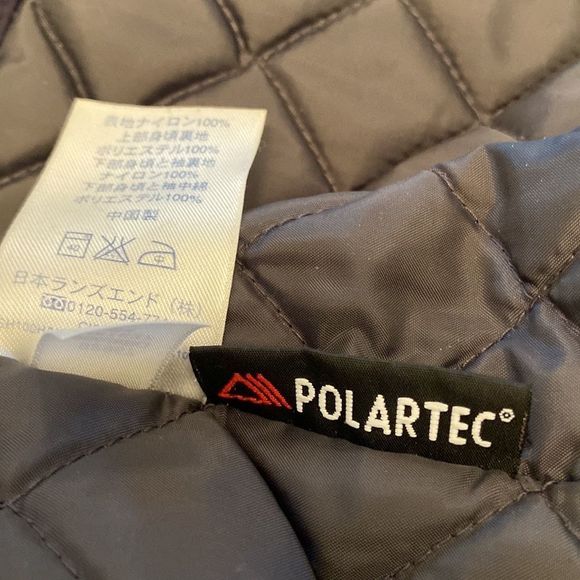 表地ナイロン100%
上部身頃裏地
ポリエステル100%
下部身頃と袖裏地
ナイロン100%
下部身頃と袖中綿
ポリエステル100%
中国製
40
日本ランズエンド(株)
0120-554-77
POLARTEC®